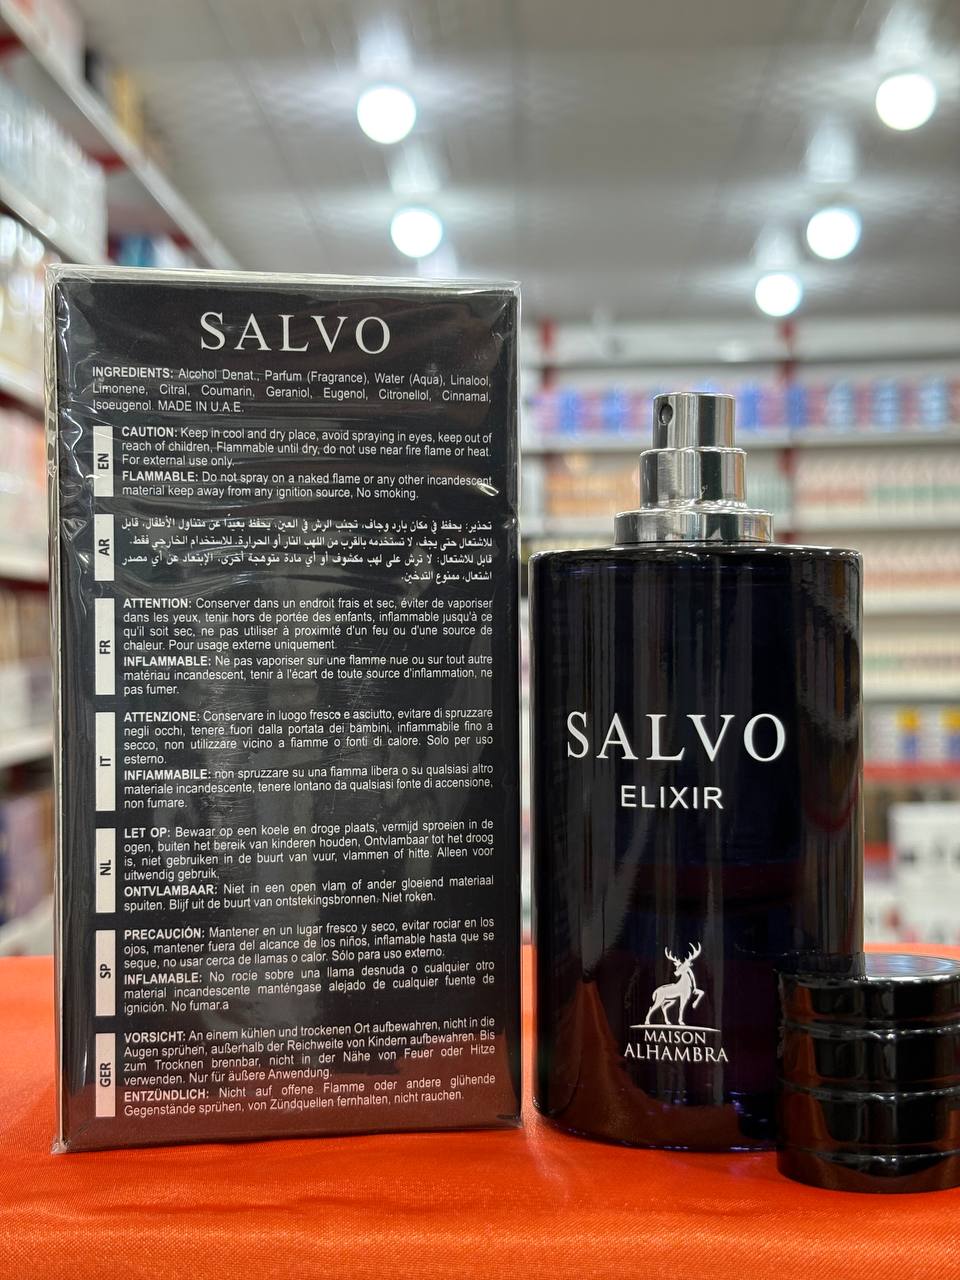 SALVO
INGREDIENTS: Alcohol Denat., Parfum (Fragrance), Water (Aqua), Linalool,
Limonene, Citral, Coumarin, Geraniol, Eugenol, Citronellol, Cinnamal,
Isoeugenol. MADE IN U.A.E.
EN
CAUTION: Keep in cool and dry place, avoid spraying in eyes, keep out of
reach of children, Flammable until dry, do not use near fire flame or heat.
For external use only.
FLAMMABLE: Do not spray on a naked flame or any other incandescent
material keep away from any ignition source, No smoking.
AR
تحذير: يحفظ في مكان بارد وجاف، تجنب الرش في العين، يحفظ بعيداً عن متناول الأطفال، قابل
للاشتعال حتى يجف، لا تستخدمه بالقرب من اللهب النار أو الحرارة. للاستخدام الخارجي فقط.
قابل للاشتعال: لا ترش على لهب مكشوف أو أي مادة متوهجة أخرى، الإبتعاد عن أي مصدر
اشتعال، ممنوع التدخين.
FR
ATTENTION: Conserver dans un endroit frais et sec, éviter de vaporiser
dans les yeux, tenir hors de portée des enfants, inflammable jusqu'à ce
qu'il soit sec, ne pas utiliser à proximité d'un feu ou d'une source de
chaleur. Pour usage externe uniquement.
INFLAMMABLE: Ne pas vaporiser sur une flamme nue ou sur tout autre
matériau incandescent, tenir à l'écart de toute source d'inflammation, ne
pas fumer.
IT
ATTENZIONE: Conservare in luogo fresco e asciutto, evitare di spruzzare
negli occhi, tenere fuori dalla portata dei bambini, infiammabile fino a
secco, non utilizzare vicino a fiamme o fonti di calore. Solo per uso
esterno.
INFIAMMABILE: non spruzzare su una fiamma libera o su qualsiasi altro
materiale incandescente, tenere lontano da qualsiasi fonte di accensione,
non fumare.
NL
LET OP: Bewaar op een koele en droge plaats, vermijd sproeien in de
ogen, buiten het bereik van kinderen houden, Ontvlambaar tot het droog
is, niet gebruiken in de buurt van vuur, vlammen of hitte. Alleen voor
uitwendig gebruik,
ONTVLAMBAAR: Niet in een open vlam of ander gloeiend materiaal
spuiten. Blijf uit de buurt van ontstekingsbronnen. Niet roken.
SP
PRECAUCIÓN: Mantener en un lugar fresco y seco, evitar rociar en los
ojos, mantener fuera del alcance de los niños, inflamable hasta que se
seque, no usar cerca de llamas o calor. Sólo para uso externo.
INFLAMABLE: No rocíe sobre una llama desnuda o cualquier otro
material incandescente manténgase alejado de cualquier fuente de
ignición. No fumar.a
GER
VORSICHT: An einem kühlen und trockenen Ort aufbewahren, nicht in die
Augen sprühen, außerhalb der Reichweite von Kindern aufbewahren. Bis
zum Trocknen brennbar, nicht in der Nähe von Feuer oder Hitze
verwenden. Nur für äußere Anwendung.
ENTZÜNDLICH: Nicht auf offene Flamme oder andere glühende
Gegenstände sprühen, von Zündquellen fernhalten, nicht rauchen.
SALVO
ELIXIR
MAISON
ALHAMBRA